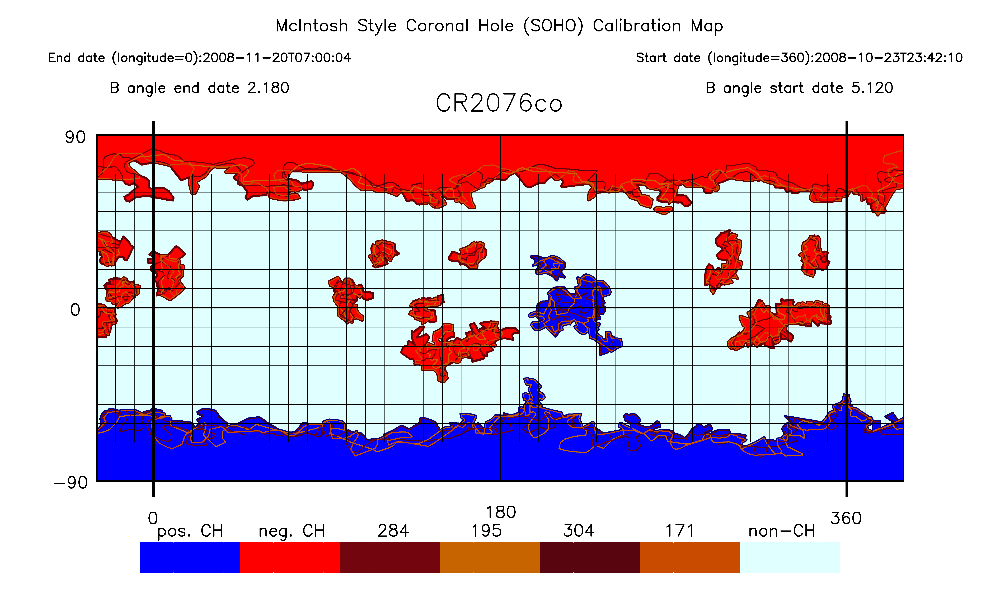 McIntosh Style Coronal Hole (SOHO) Calibration Map
End date (longitude=0):2008-11-20T07:00:04
Start date (longitude=360):2008-10-23T23:42:10
B angle end date 2.180
B angle start date 5.120
CR2076co
90
0
-90
0
180
360
pos. CH
neg. CH
284
195
304
171
non-CH